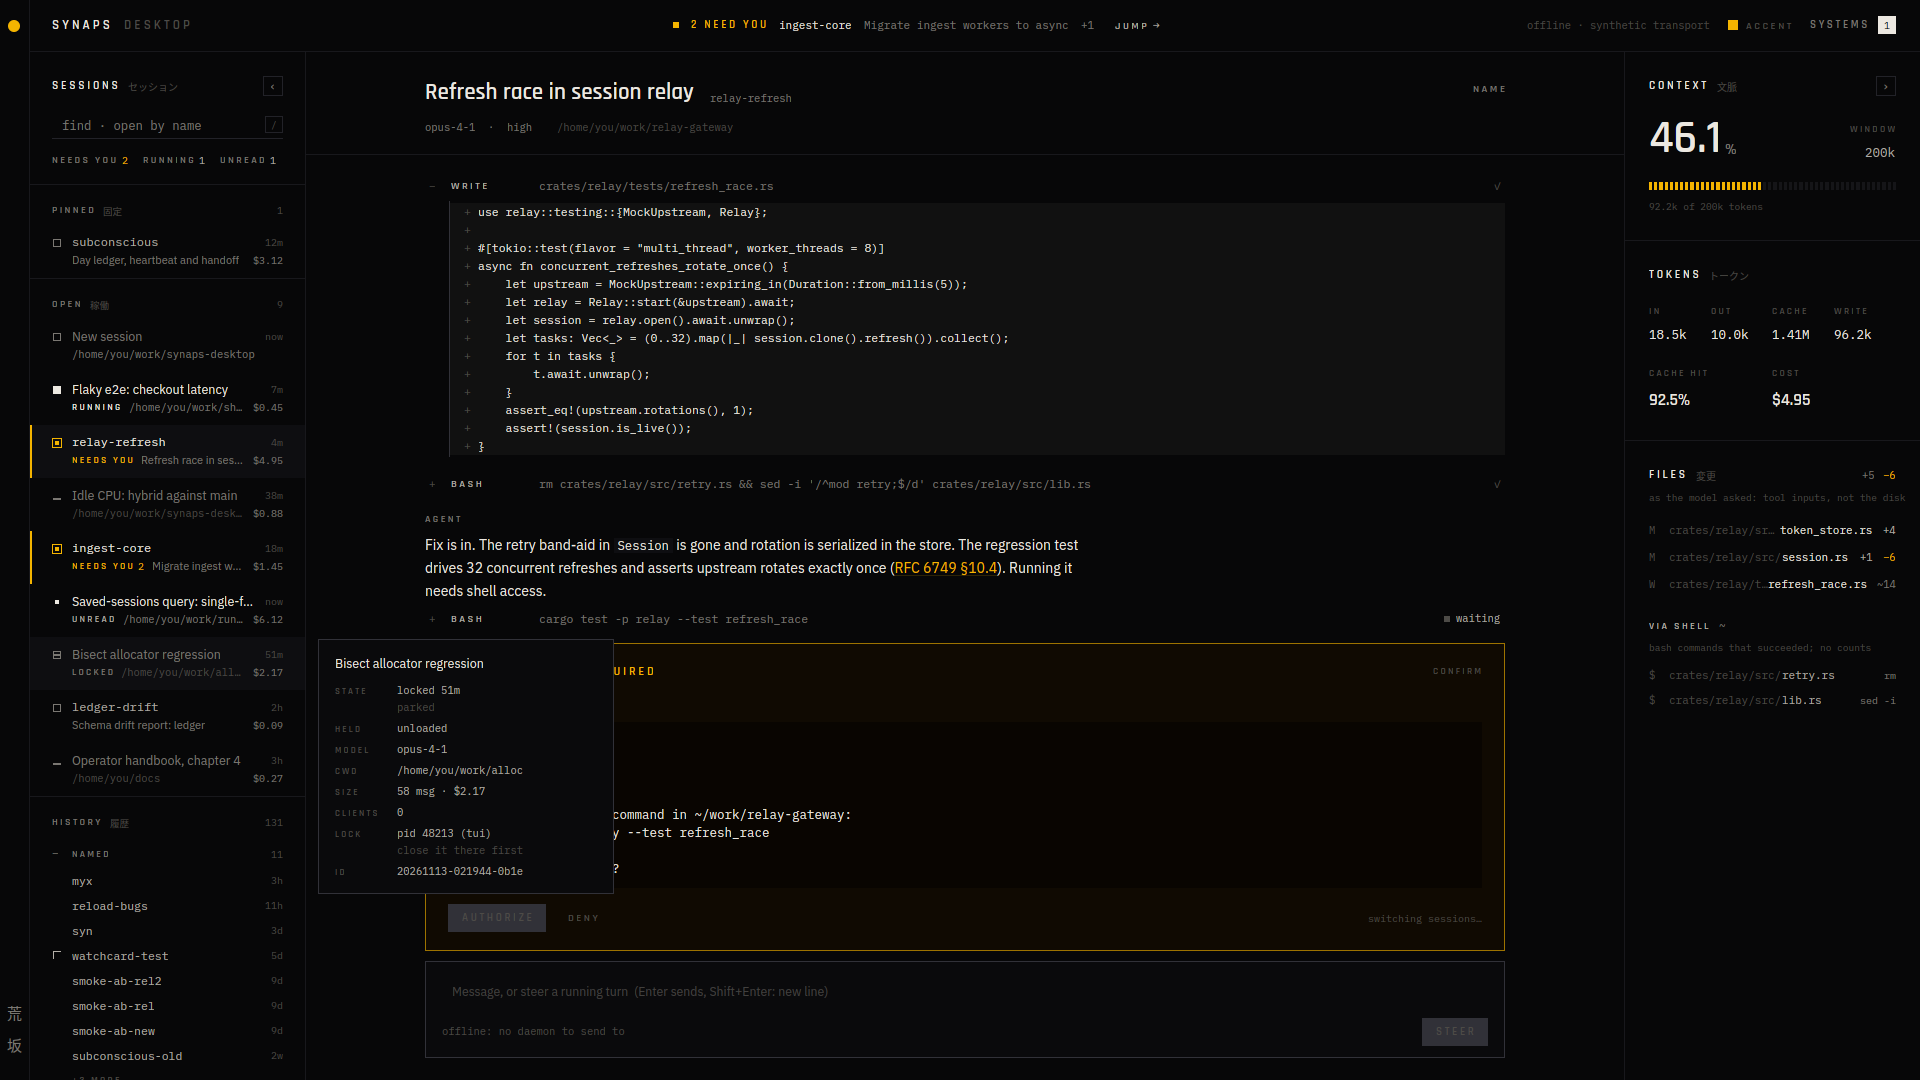 SYNAPS DESKTOP
2 NEED YOU ingest-core Migrate ingest workers to async +1 JUMP →
offline · synthetic transport ACCENT SYSTEMS 1
SESSIONS セッション ‹
find · open by name /
NEEDS YOU 2 RUNNING 1 UNREAD 1
PINNED 固定 1
subconscious 12m
Day ledger, heartbeat and handoff $3.12
OPEN 稼働 9
New session now
/home/you/work/synaps-desktop
Flaky e2e: checkout latency 7m
RUNNING /home/you/work/sh… $0.45
relay-refresh 4m
NEEDS YOU Refresh race in ses… $4.95
Idle CPU: hybrid against main 38m
/home/you/work/synaps-desk… $0.88
ingest-core 18m
NEEDS YOU 2 Migrate ingest w… $1.45
Saved-sessions query: single-f… now
UNREAD /home/you/work/run… $6.12
Bisect allocator regression 51m
LOCKED /home/you/work/all… $2.17
ledger-drift 2h
Schema drift report: ledger $0.09
Operator handbook, chapter 4 3h
/home/you/docs $0.27
HISTORY 履歴 131
− NAMED 11
myx 3h
reload-bugs 11h
syn 3d
watchcard-test 5d
smoke-ab-rel2 9d
smoke-ab-rel 9d
smoke-ab-new 9d
subconscious-old 2w
荒
坂
Refresh race in session relay relay-refresh NAME
opus-4-1 · high /home/you/work/relay-gateway
− WRITE crates/relay/tests/refresh_race.rs ✓
+ use relay::testing::{MockUpstream, Relay};
+
+ #[tokio::test(flavor = "multi_thread", worker_threads = 8)]
+ async fn concurrent_refreshes_rotate_once() {
+ let upstream = MockUpstream::expiring_in(Duration::from_millis(5));
+ let relay = Relay::start(&upstream).await;
+ let session = relay.open().await.unwrap();
+ let tasks: Vec<_> = (0..32).map(|_| session.clone().refresh()).collect();
+ for t in tasks {
+ t.await.unwrap();
+ }
+ assert_eq!(upstream.rotations(), 1);
+ assert!(session.is_live());
+ }
+ BASH rm crates/relay/src/retry.rs && sed -i '/^mod retry;$/d' crates/relay/src/lib.rs ✓
AGENT
Fix is in. The retry band-aid in Session is gone and rotation is serialized in the store. The regression test
drives 32 concurrent refreshes and asserts upstream rotates exactly once (RFC 6749 §10.4). Running it
needs shell access.
+ BASH cargo test -p relay --test refresh_race waiting
UIRED CONFIRM
command in ~/work/relay-gateway:
y --test refresh_race
?
AUTHORIZE DENY switching sessions…
Bisect allocator regression
STATE locked 51m
parked
HELD unloaded
MODEL opus-4-1
CWD /home/you/work/alloc
SIZE 58 msg · $2.17
CLIENTS 0
LOCK pid 48213 (tui)
close it there first
ID 20261113-021944-0b1e
Message, or steer a running turn (Enter sends, Shift+Enter: new line)
offline: no daemon to send to STEER
CONTEXT 文脈 ›
46.1% WINDOW
200k
92.2k of 200k tokens
TOKENS トークン
IN OUT CACHE WRITE
18.5k 10.0k 1.41M 96.2k
CACHE HIT COST
92.5% $4.95
FILES 変更 +5 −6
as the model asked: tool inputs, not the disk
M crates/relay/sr… token_store.rs +4
M crates/relay/src/session.rs +1 −6
W crates/relay/t…refresh_race.rs ~14
VIA SHELL ~
bash commands that succeeded; no counts
$ crates/relay/src/retry.rs rm
$ crates/relay/src/lib.rs sed -i